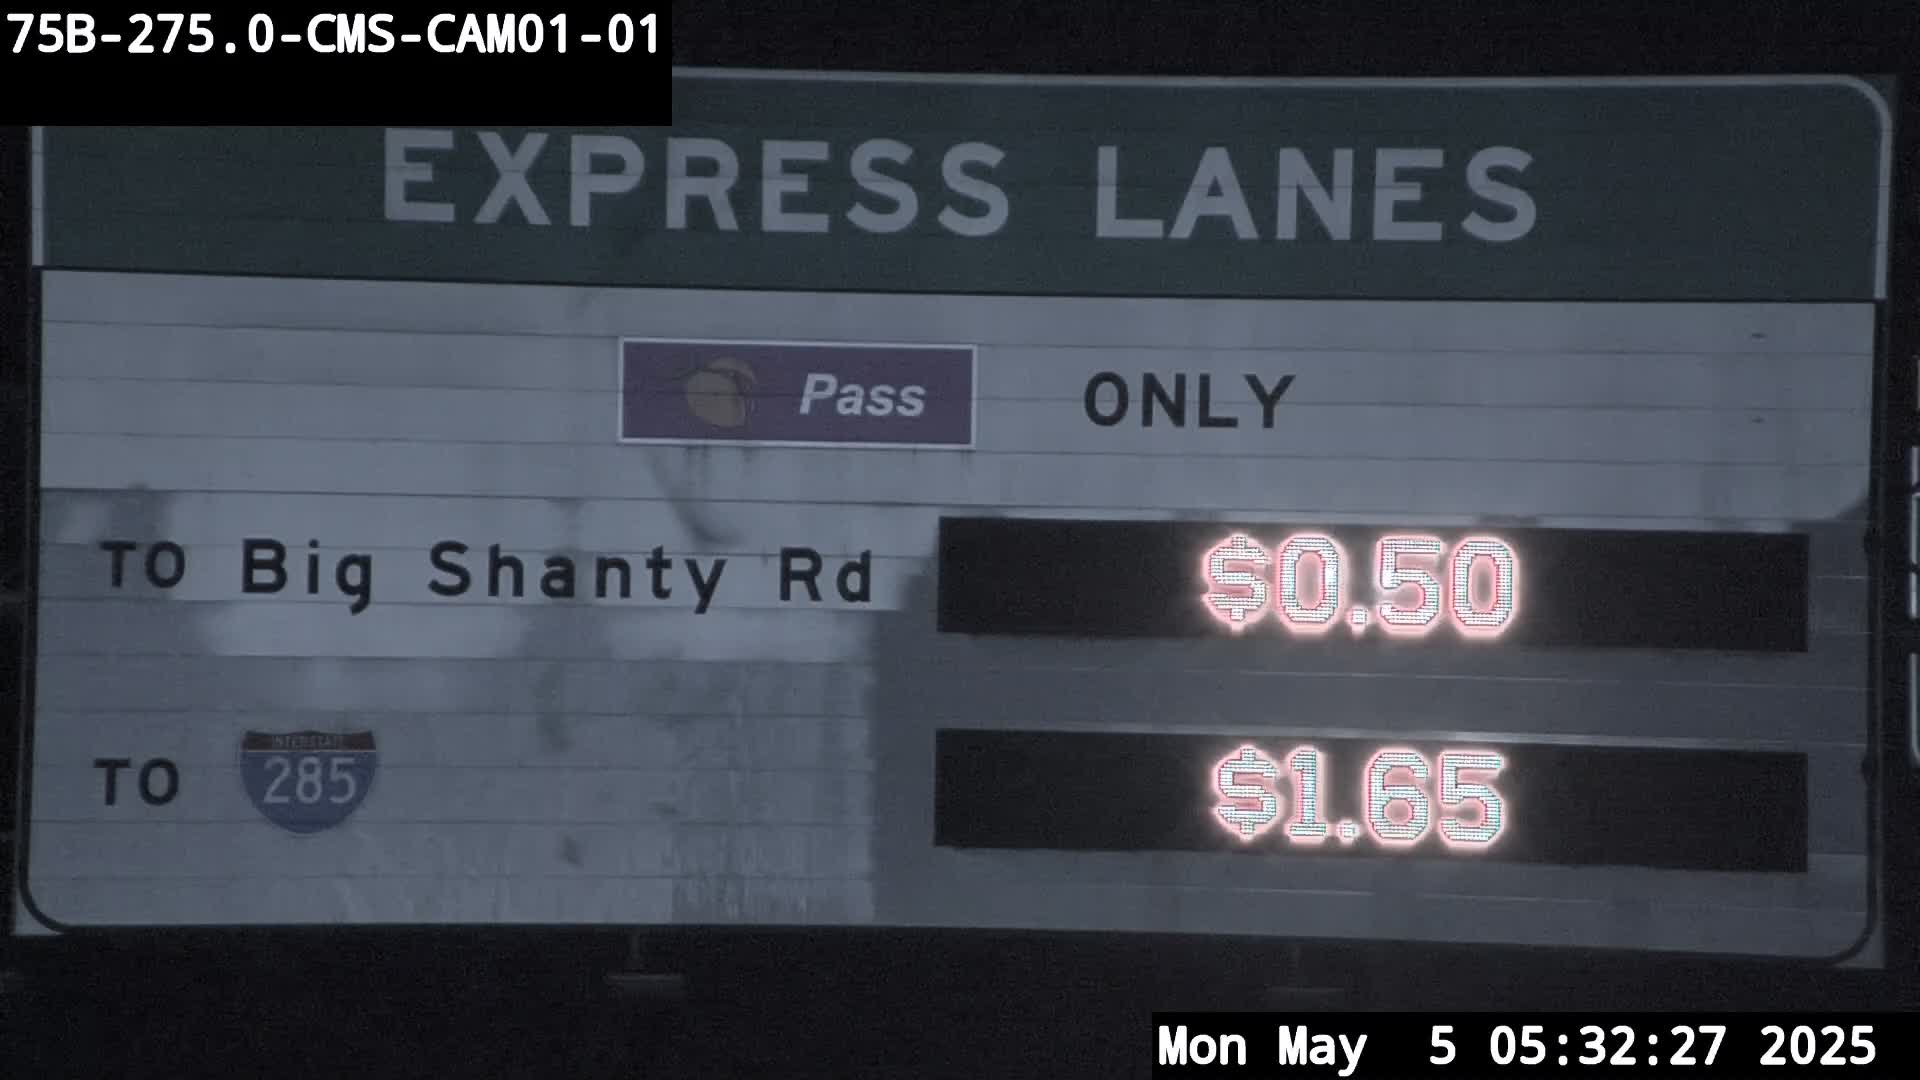 75B-275.0-CMS-CAM01-01
EXPRESS LANES
Pass ONLY
TO Big Shanty Rd $0.50
INTERSTATE
TO 285 $1.65
Mon May 5 05:32:27 2025